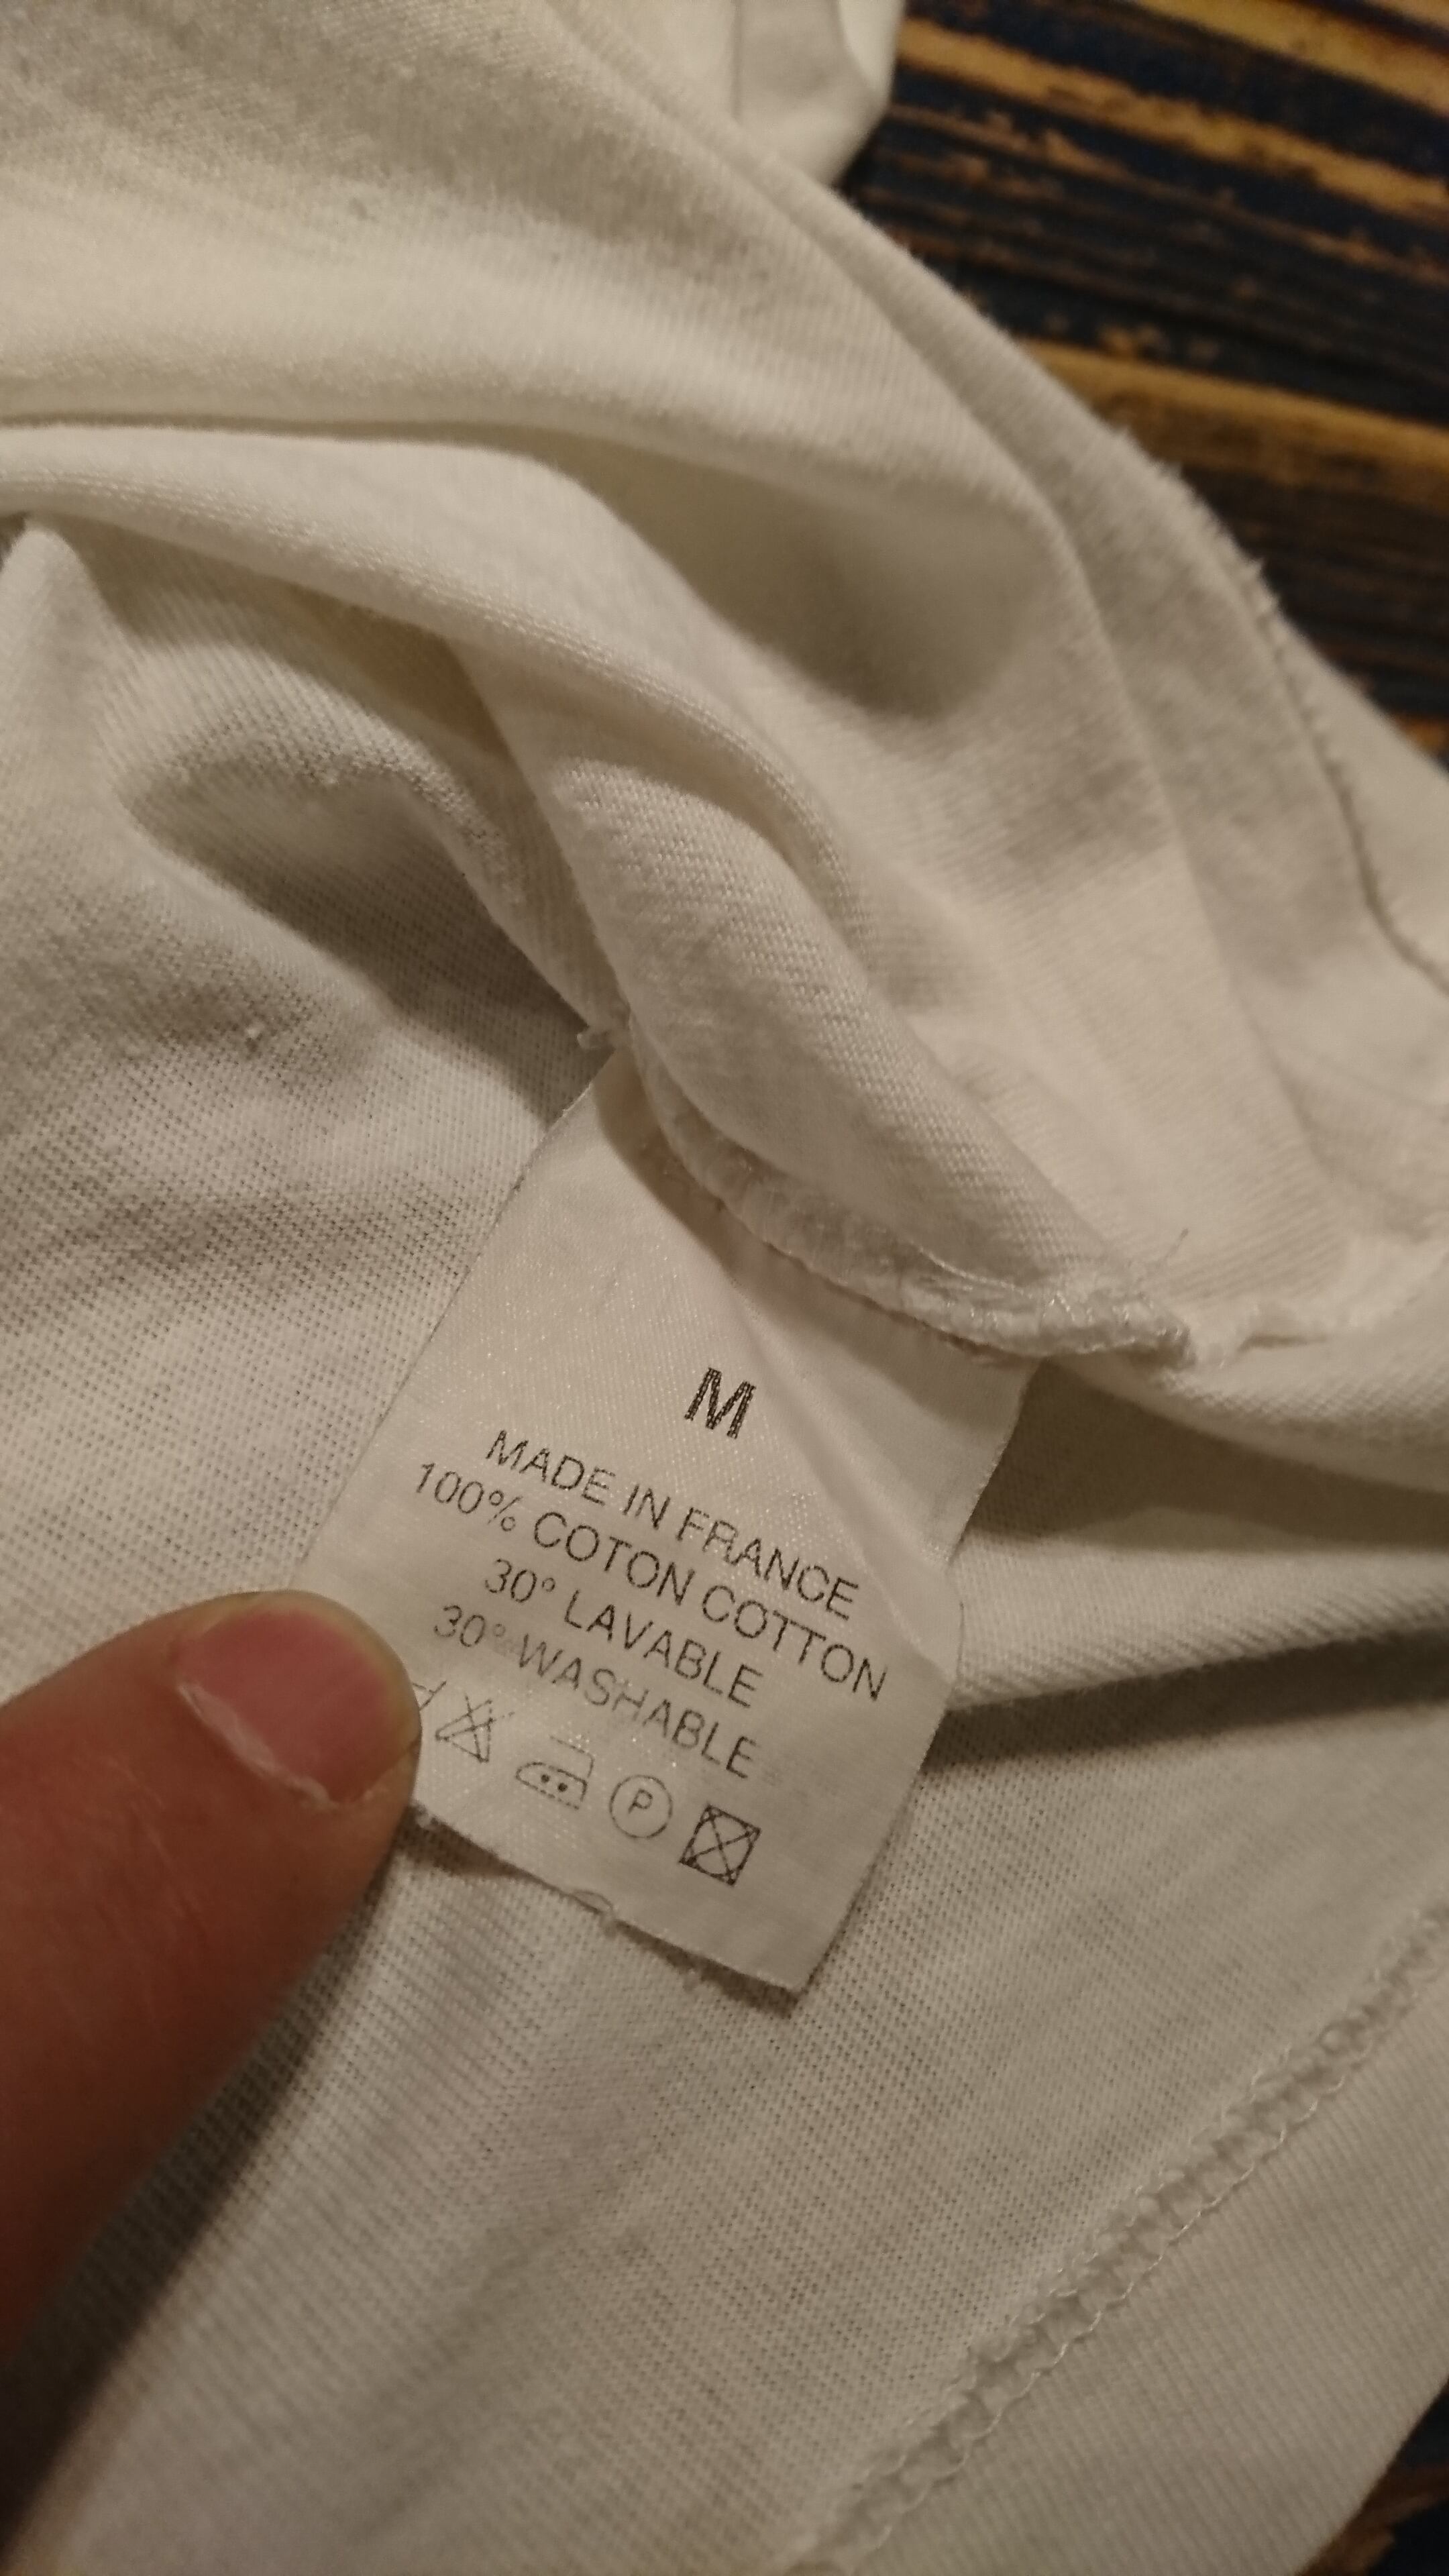 M
MADE IN FRANCE
100% COTON COTTON
30° LAVABLE
30° WASHABLE
P